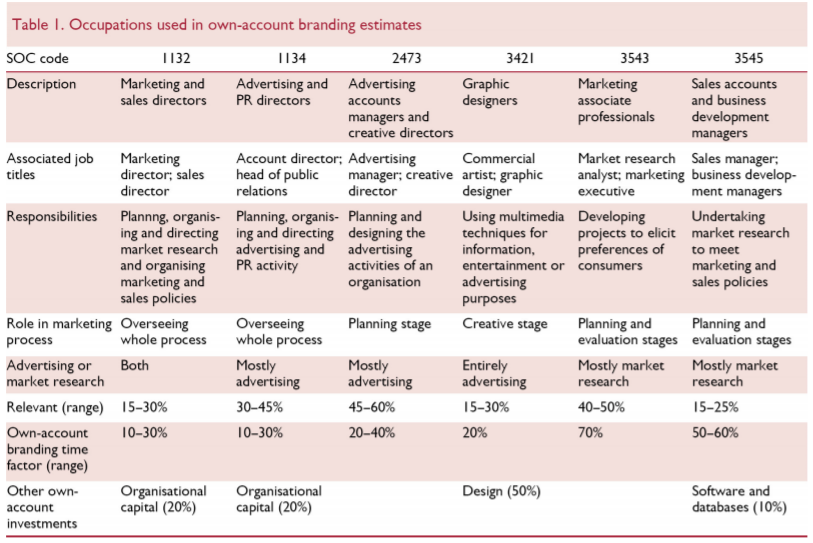 Table 1. Occupations used in own-account branding estimates
SOC code 1132 1134 2473 3421 3543 3545
Description Marketing and Advertising and Advertising Graphic Marketing Sales accounts
sales directors PR directors accounts designers associate and business
managers and professionals development
creative directors managers
Associated job Marketing Account director; Advertising Commercial Market research Sales manager;
titles director; sales head of public manager; creative artist; graphic analyst; marketing business develop-
director relations director designer executive ment managers
Responsibilities Plannng, organis- Planning, organis- Planning and Using multimedia Developing Undertaking
ing and directing ing and directing designing the techniques for projects to elicit market research
market research advertising and advertising information, preferences of to meet
and organising PR activity activities of an entertainment or consumers marketing and
marketing and organisation advertising sales policies
sales policies purposes
Role in marketing Overseeing Overseeing Planning stage Creative stage Planning and Planning and
process whole process whole process evaluation stages evaluation stages
Advertising or Both Mostly Mostly Entirely Mostly market Mostly market
market research advertising advertising advertising research research
Relevant (range) 15–30% 30–45% 45–60% 15–30% 40–50% 15–25%
Own-account 10–30% 10–30% 20–40% 20% 70% 50–60%
branding time
factor (range)
Other own- Organisational Organisational Design (50%) Software and
account capital (20%) capital (20%) databases (10%)
investments